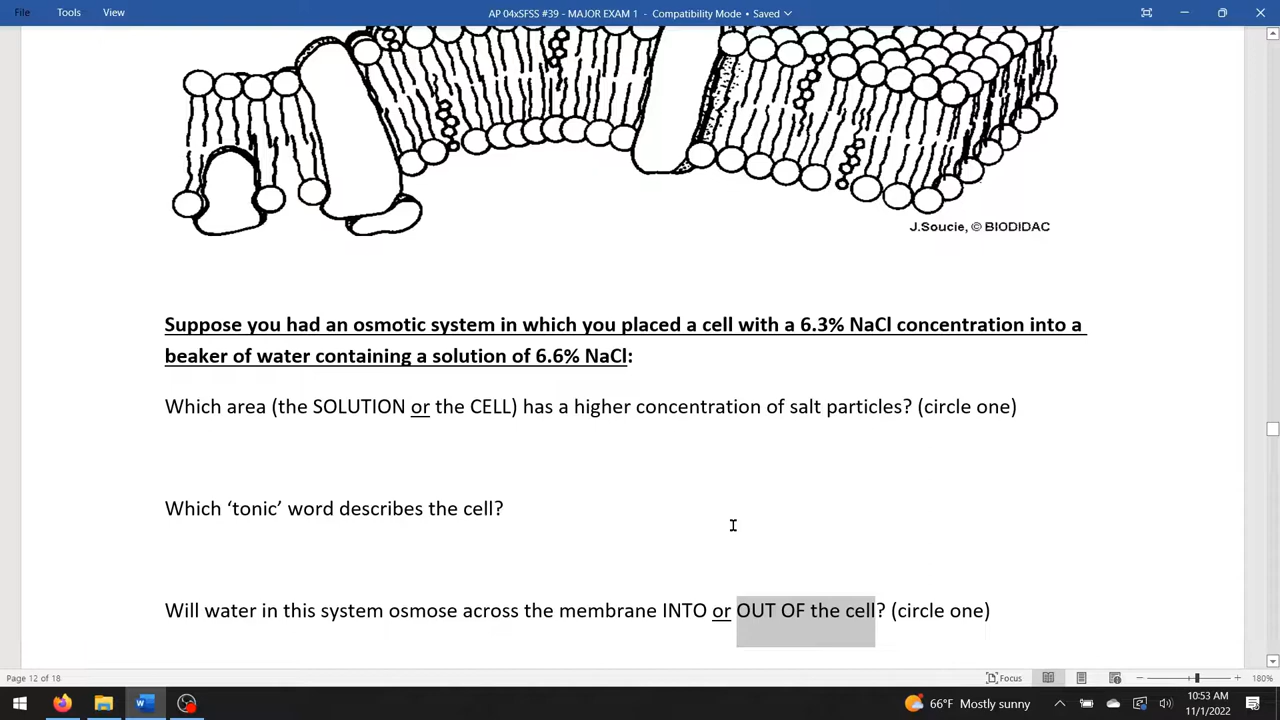 File Tools View AP 04xSFSS #39 - MAJOR EXAM 1 - Compatibility Mode • Saved
J.Soucie, © BIODIDAC
Suppose you had an osmotic system in which you placed a cell with a 6.3% NaCl concentration into a
beaker of water containing a solution of 6.6% NaCl:
Which area (the SOLUTION or the CELL) has a higher concentration of salt particles? (circle one)
Which ‘tonic’ word describes the cell?
Will water in this system osmose across the membrane INTO or OUT OF the cell? (circle one)
Page 12 of 18 Focus 180%
66°F Mostly sunny 10:53 AM
11/1/2022